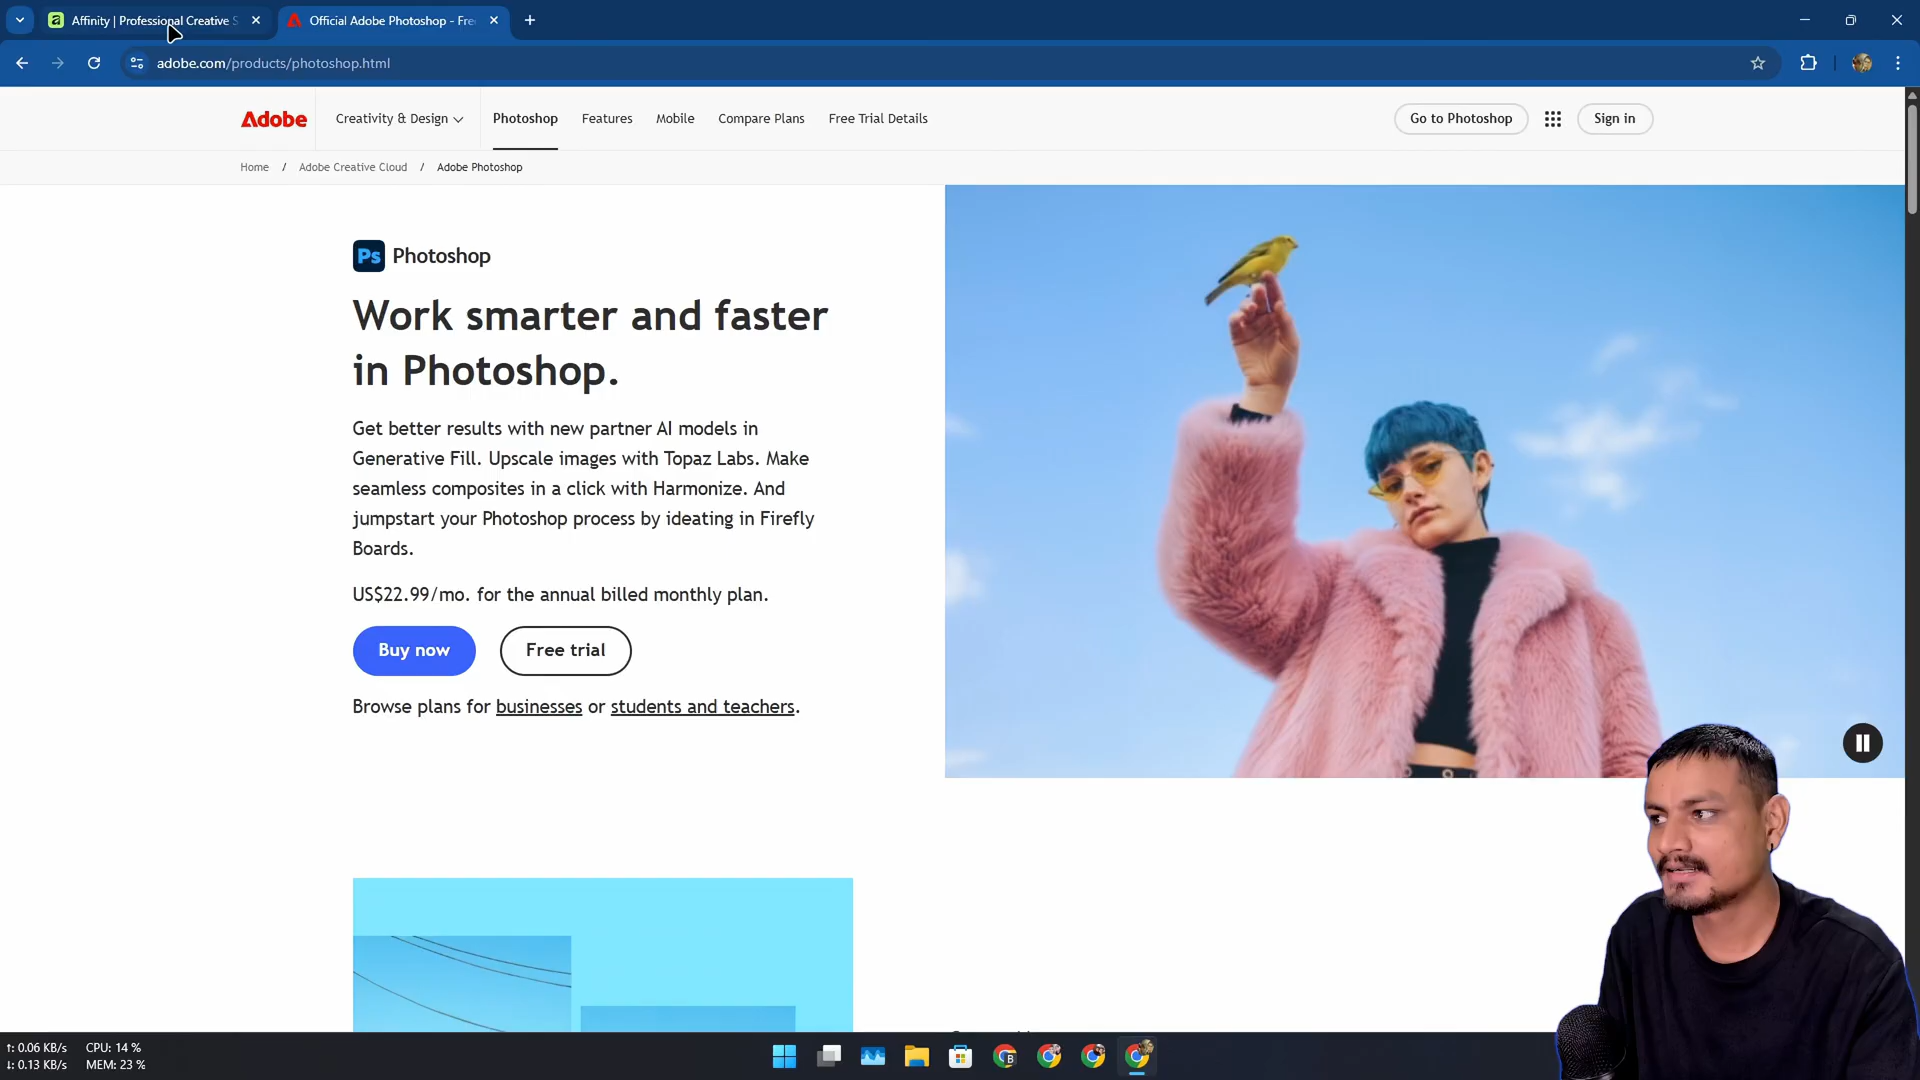 Affinity | Professional Creative S
Official Adobe Photoshop - Fre
adobe.com/products/photoshop.html
Adobe
Creativity & Design
Photoshop
Features
Mobile
Compare Plans
Free Trial Details
Go to Photoshop
Sign in
Home / Adobe Creative Cloud / Adobe Photoshop
Ps Photoshop
Work smarter and faster
in Photoshop.
Get better results with new partner AI models in
Generative Fill. Upscale images with Topaz Labs. Make
seamless composites in a click with Harmonize. And
jumpstart your Photoshop process by ideating in Firefly
Boards.
US$22.99/mo. for the annual billed monthly plan.
Buy now
Free trial
Browse plans for businesses or students and teachers.
↑: 0.06 KB/s CPU: 14 %
↓: 0.13 KB/s MEM: 23 %
B